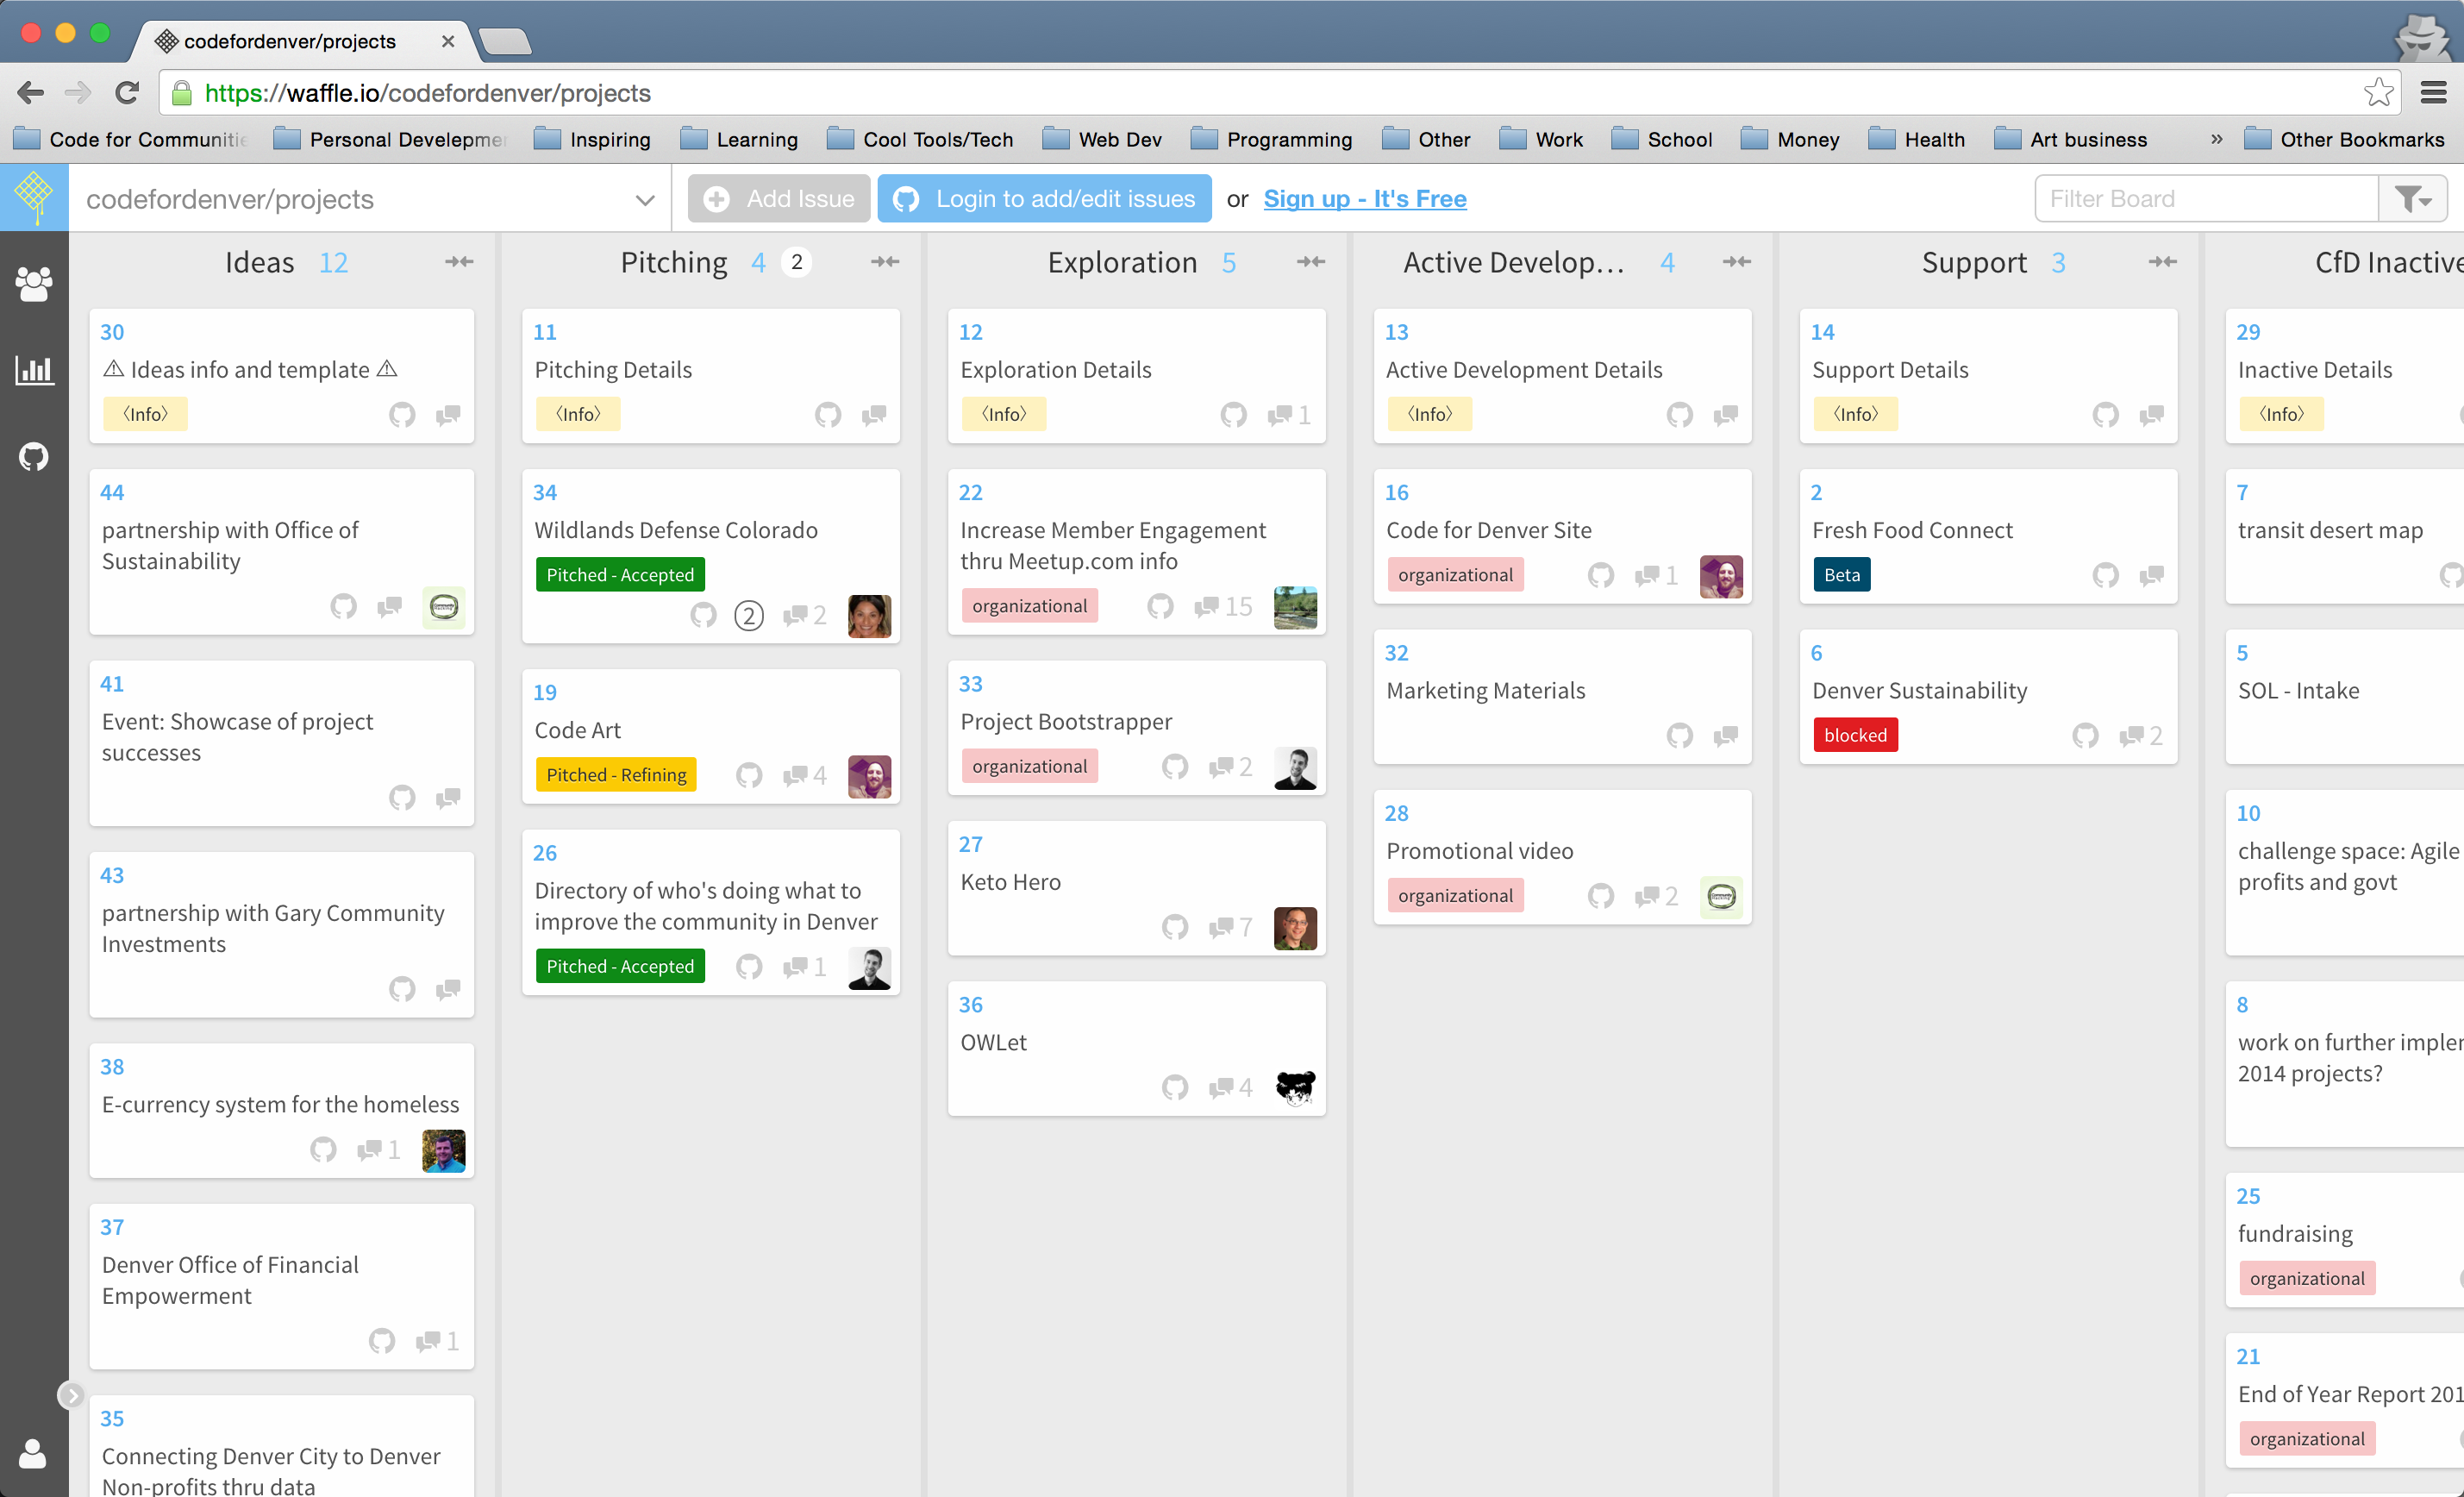 codefordenver/projects
https://waffle.io/codefordenver/projects
Code for Communitie
Personal Developmen
Inspiring
Learning
Cool Tools/Tech
Web Dev
Programming
Other
Work
School
Money
Health
Art business
»
Other Bookmarks
codefordenver/projects
Add Issue
Login to add/edit issues
or
Sign up - It's Free
Filter Board
Ideas 12
30
⚠ Ideas info and template ⚠
〈Info〉
44
partnership with Office of
Sustainability
41
Event: Showcase of project
successes
43
partnership with Gary Community
Investments
38
E-currency system for the homeless
1
37
Denver Office of Financial
Empowerment
1
35
Connecting Denver City to Denver
Non-profits thru data
Pitching 4 2
11
Pitching Details
〈Info〉
34
Wildlands Defense Colorado
Pitched - Accepted
2 2
19
Code Art
Pitched - Refining
4
26
Directory of who's doing what to
improve the community in Denver
Pitched - Accepted
1
Exploration 5
12
Exploration Details
〈Info〉
1
22
Increase Member Engagement
thru Meetup.com info
organizational
15
33
Project Bootstrapper
organizational
2
27
Keto Hero
7
36
OWLet
4
Active Develop... 4
13
Active Development Details
〈Info〉
16
Code for Denver Site
organizational
1
32
Marketing Materials
28
Promotional video
organizational
2
Support 3
14
Support Details
〈Info〉
2
Fresh Food Connect
Beta
6
Denver Sustainability
blocked
2
CfD Inactive
29
Inactive Details
〈Info〉
7
transit desert map
5
SOL - Intake
10
challenge space: Agile
profits and govt
8
work on further implem
2014 projects?
25
fundraising
organizational
21
End of Year Report 201
organizational